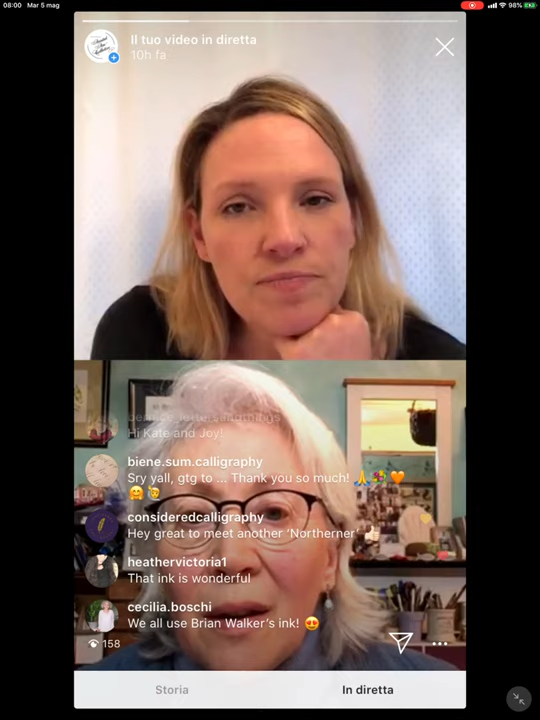 08:00 Mar 5 mag
98%
Il tuo video in diretta
10h fa
Hi Kate and Joy!
biene.sum.calligraphy
Sry yall, gtg to ... Thank you so much! 🙏💐🧡
🤗🙋
consideredcalligraphy
Hey great to meet another 'Northerner' 👍🏻
heathervictoria1
That ink is wonderful
cecilia.boschi
We all use Brian Walker's ink! 😍
158
Storia
In diretta